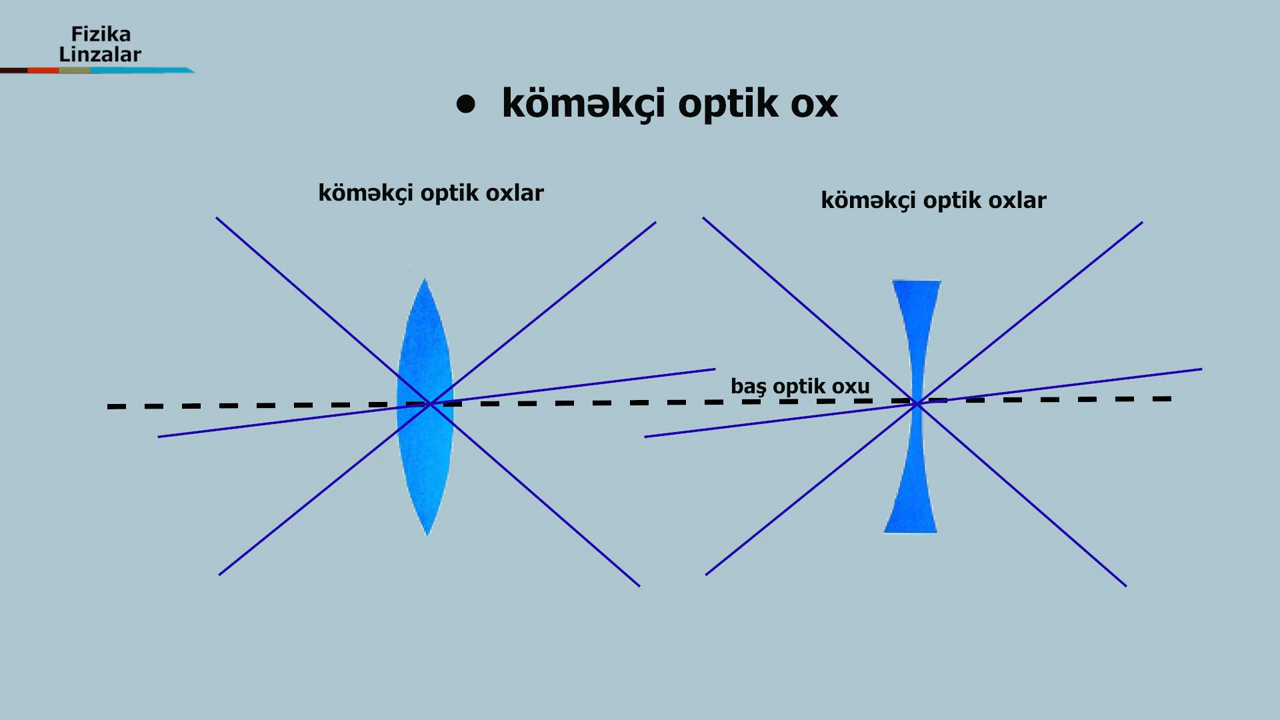 Fizika
Linzalar
• köməkçi optik ox
köməkçi optik oxlar
köməkçi optik oxlar
baş optik oxu